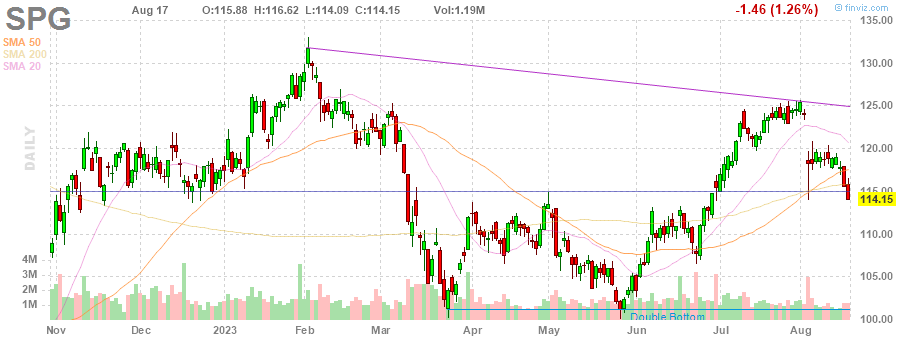 SPG
Aug 17 O:115.88 H:116.62 L:114.09 C:114.15 Vol:1.19M -1.46 (1.26%) © finviz.com
SMA 50
SMA 200
SMA 20
DAILY
135.00
130.00
125.00
120.00
115.00
114.15
110.00
105.00
100.00
4M
3M
2M
1M
Double Bottom
Nov Dec 2023 Feb Mar Apr May Jun Jul Aug